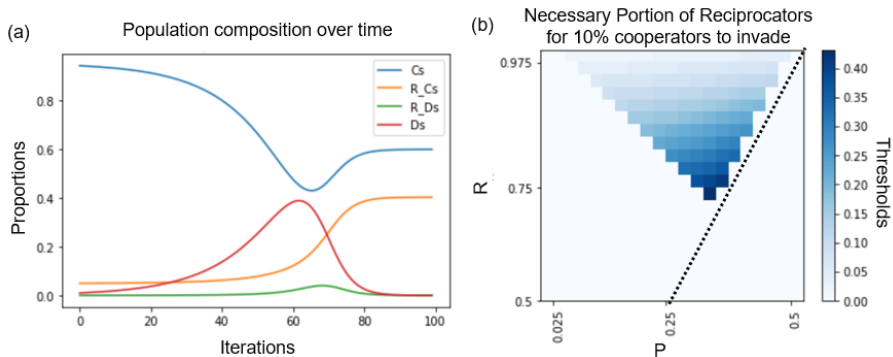 (a)
Population composition over time
Cs
R_Cs
R_Ds
Ds
Proportions
0.8
0.6
0.4
0.2
0.0
0
20
40
60
80
100
Iterations
(b)
Necessary Portion of Reciprocators
for 10% cooperators to invade
0.975
R
0.75
0.5
0.025
0.25
0.5
P
0.40
0.35
0.30
0.25
0.20
0.15
0.10
0.05
0.00
Thresholds